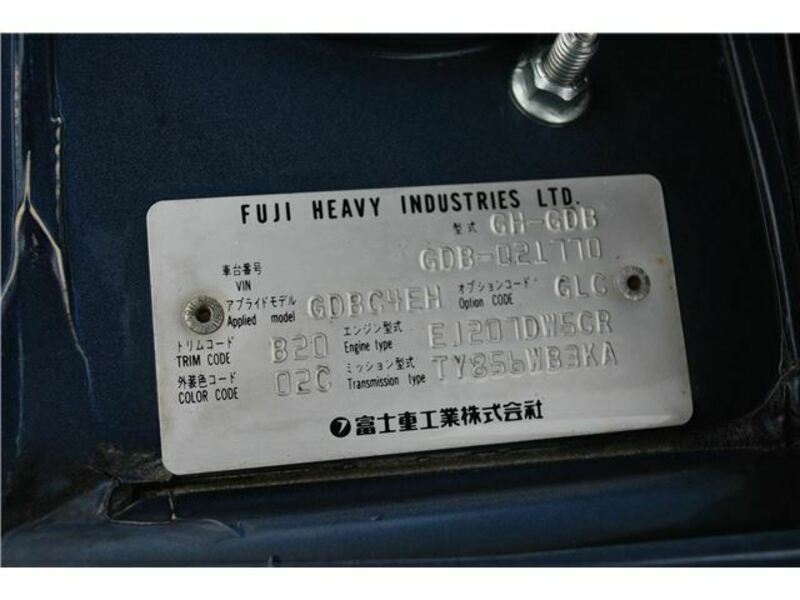 FUJI HEAVY INDUSTRIES LTD.
型式 GH-GDB
車台番号 VIN GDB-021770
アプライドモデル Applied model GDBC4EH オプションコード Option CODE GLC
トリムコード TRIM CODE B20 エンジン型式 Engine type EJ207DW5CR
外装色コード COLOR CODE 02C ミッション型式 Transmission type TY856WB3KA
富士重工業株式会社